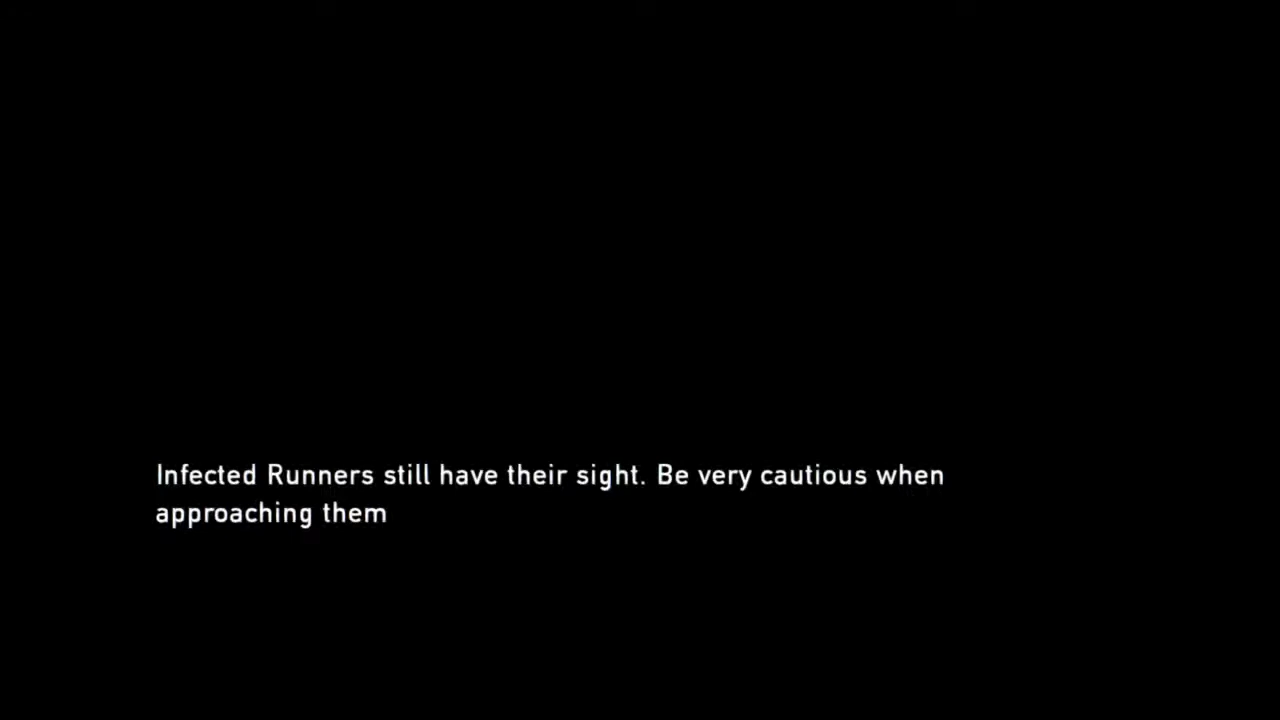 Infected Runners still have their sight. Be very cautious when
approaching them